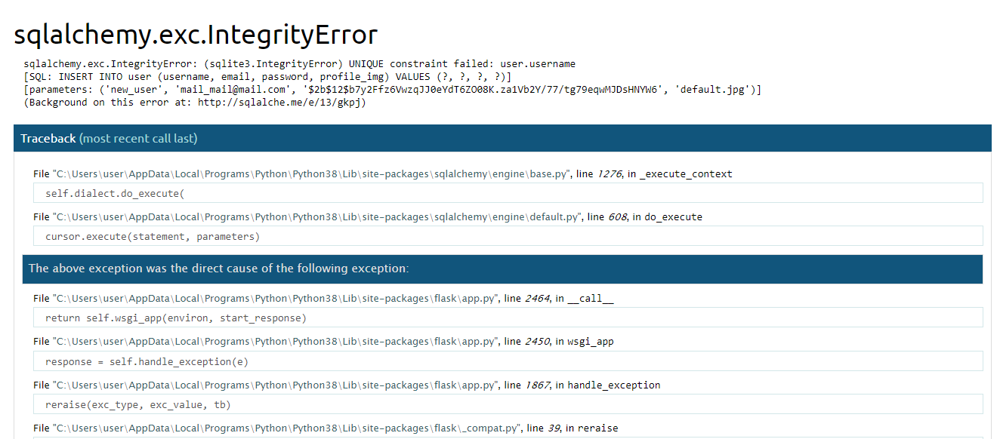 sqlalchemy.exc.IntegrityError
sqlalchemy.exc.IntegrityError: (sqlite3.IntegrityError) UNIQUE constraint failed: user.username
[SQL: INSERT INTO user (username, email, password, profile_img) VALUES (?, ?, ?, ?)]
[parameters: ('new_user', 'mail_mail@mail.com', '$2b$12$b7y2Ffz6VwzqJJ0eYdT6ZO08K.za1Vb2Y/77/tg79eqwMJDsHNYW6', 'default.jpg')]
(Background on this error at: http://sqlalche.me/e/13/gkpj)
Traceback (most recent call last)
File "C:\Users\user\AppData\Local\Programs\Python\Python38\Lib\site-packages\sqlalchemy\engine\base.py", line 1276, in _execute_context
self.dialect.do_execute(
File "C:\Users\user\AppData\Local\Programs\Python\Python38\Lib\site-packages\sqlalchemy\engine\default.py", line 608, in do_execute
cursor.execute(statement, parameters)
The above exception was the direct cause of the following exception:
File "C:\Users\user\AppData\Local\Programs\Python\Python38\Lib\site-packages\flask\app.py", line 2464, in __call__
return self.wsgi_app(environ, start_response)
File "C:\Users\user\AppData\Local\Programs\Python\Python38\Lib\site-packages\flask\app.py", line 2450, in wsgi_app
response = self.handle_exception(e)
File "C:\Users\user\AppData\Local\Programs\Python\Python38\Lib\site-packages\flask\app.py", line 1867, in handle_exception
reraise(exc_type, exc_value, tb)
File "C:\Users\user\AppData\Local\Programs\Python\Python38\Lib\site-packages\flask\_compat.py", line 39, in reraise